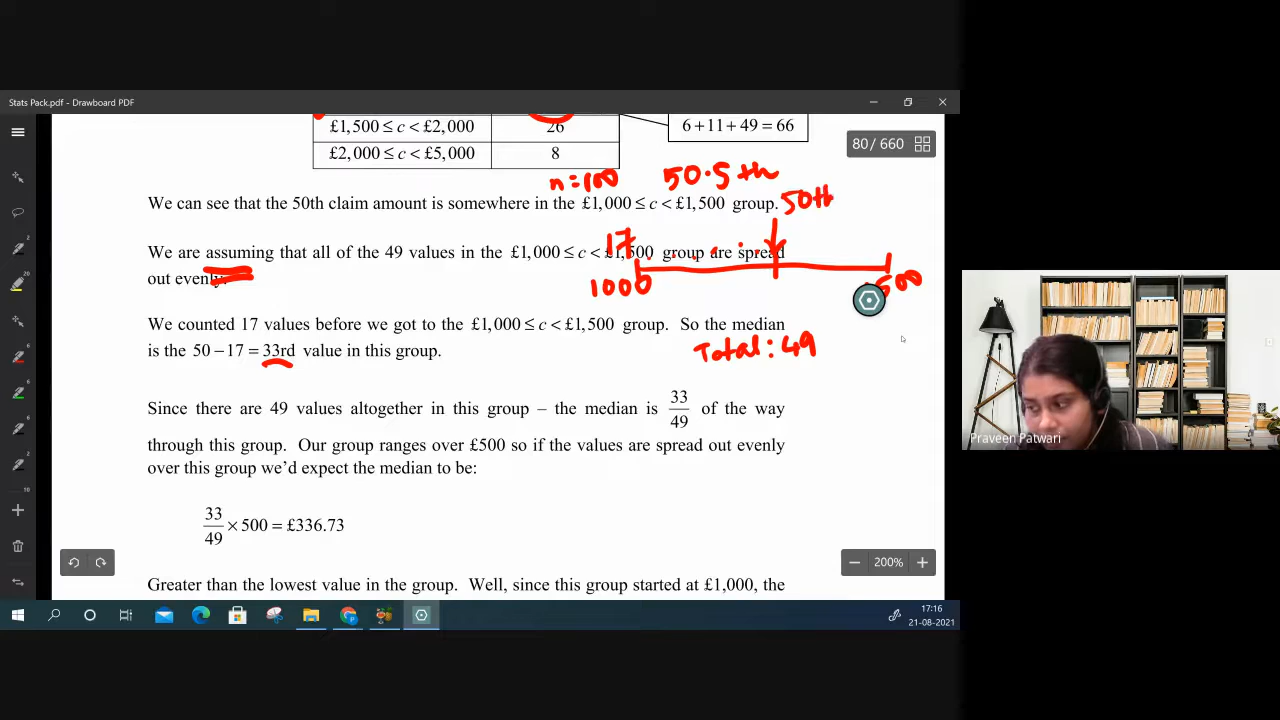 Stats Pack.pdf - Drawboard PDF
£1,500 ≤ c < £2,000 26
6 + 11 + 49 = 66
£2,000 ≤ c < £5,000 8
80 / 660
n = 100 50.5th
We can see that the 50th claim amount is somewhere in the £1,000 ≤ c < £1,500 group. 50th
17
We are assuming that all of the 49 values in the £1,000 ≤ c < £1,500 group are spread
out evenly.
1000 500
We counted 17 values before we got to the £1,000 ≤ c < £1,500 group. So the median
is the 50 − 17 = 33rd value in this group.
Total : 49
Since there are 49 values altogether in this group – the median is 33/49 of the way
through this group. Our group ranges over £500 so if the values are spread out evenly
over this group we'd expect the median to be:
33/49 × 500 = £336.73
Greater than the lowest value in the group. Well, since this group started at £1,000, the
200%
Praveen Patwari
17:16
21-08-2021